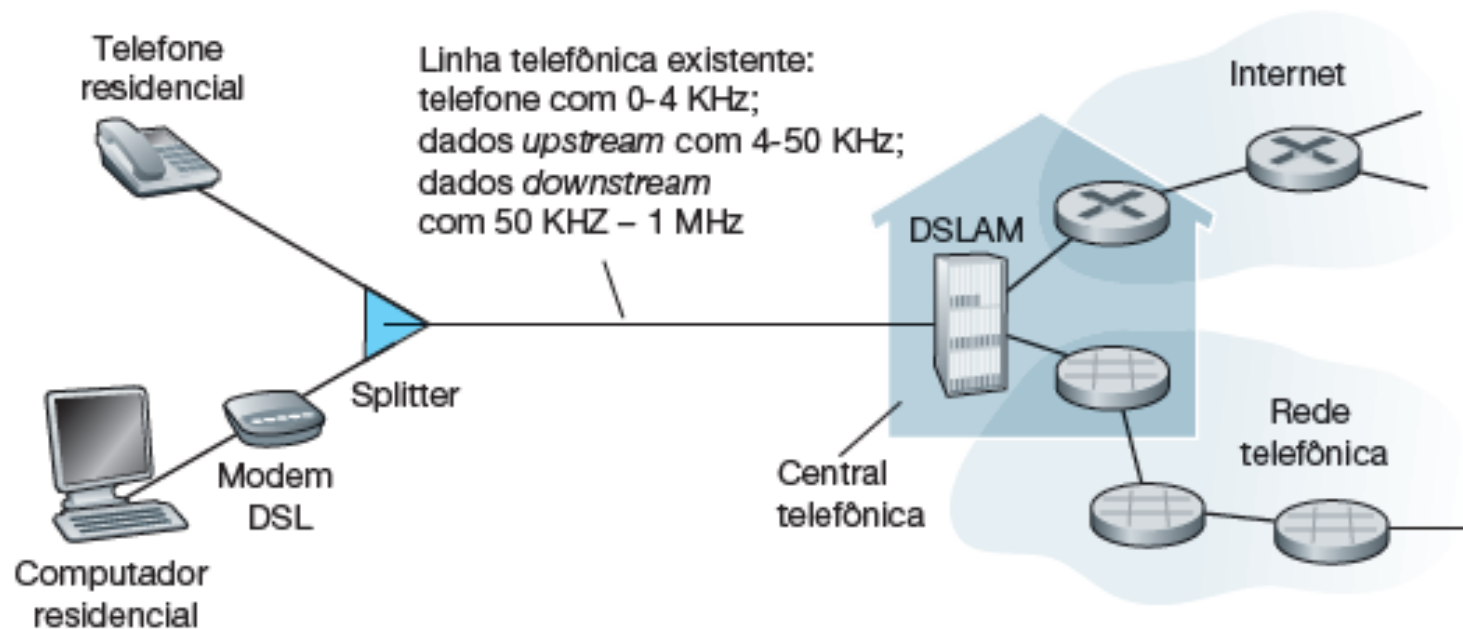 Telefone
residencial
Linha telefônica existente:
telefone com 0-4 KHz;
dados upstream com 4-50 KHz;
dados downstream
com 50 KHZ – 1 MHz
Internet
DSLAM
Splitter
Modem
DSL
Computador
residencial
Central
telefônica
Rede
telefônica